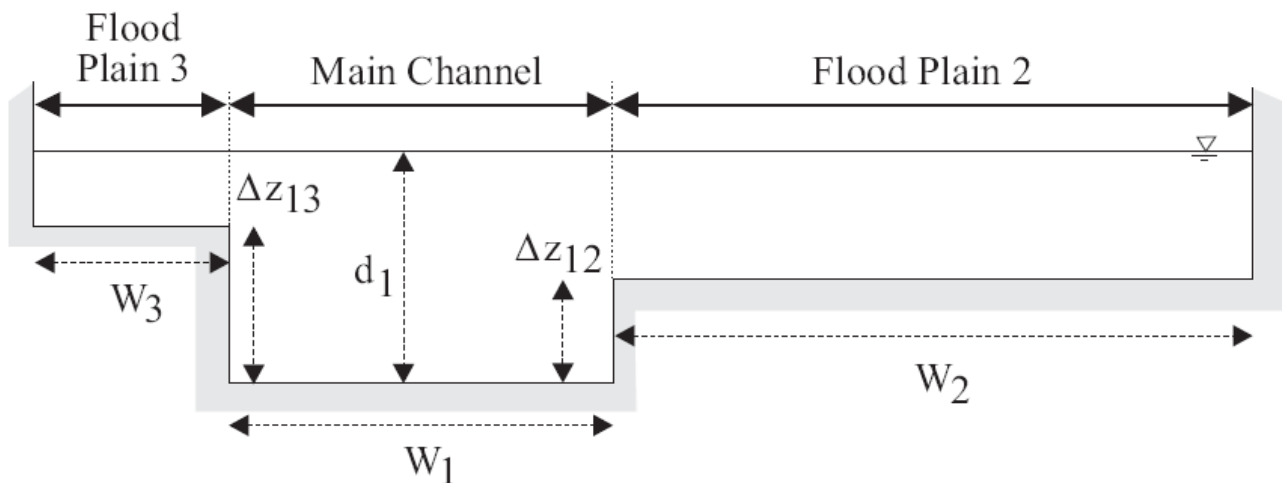 Flood
Plain 3
Main Channel
Flood Plain 2
Δz13
d1
Δz12
W3
W2
W1